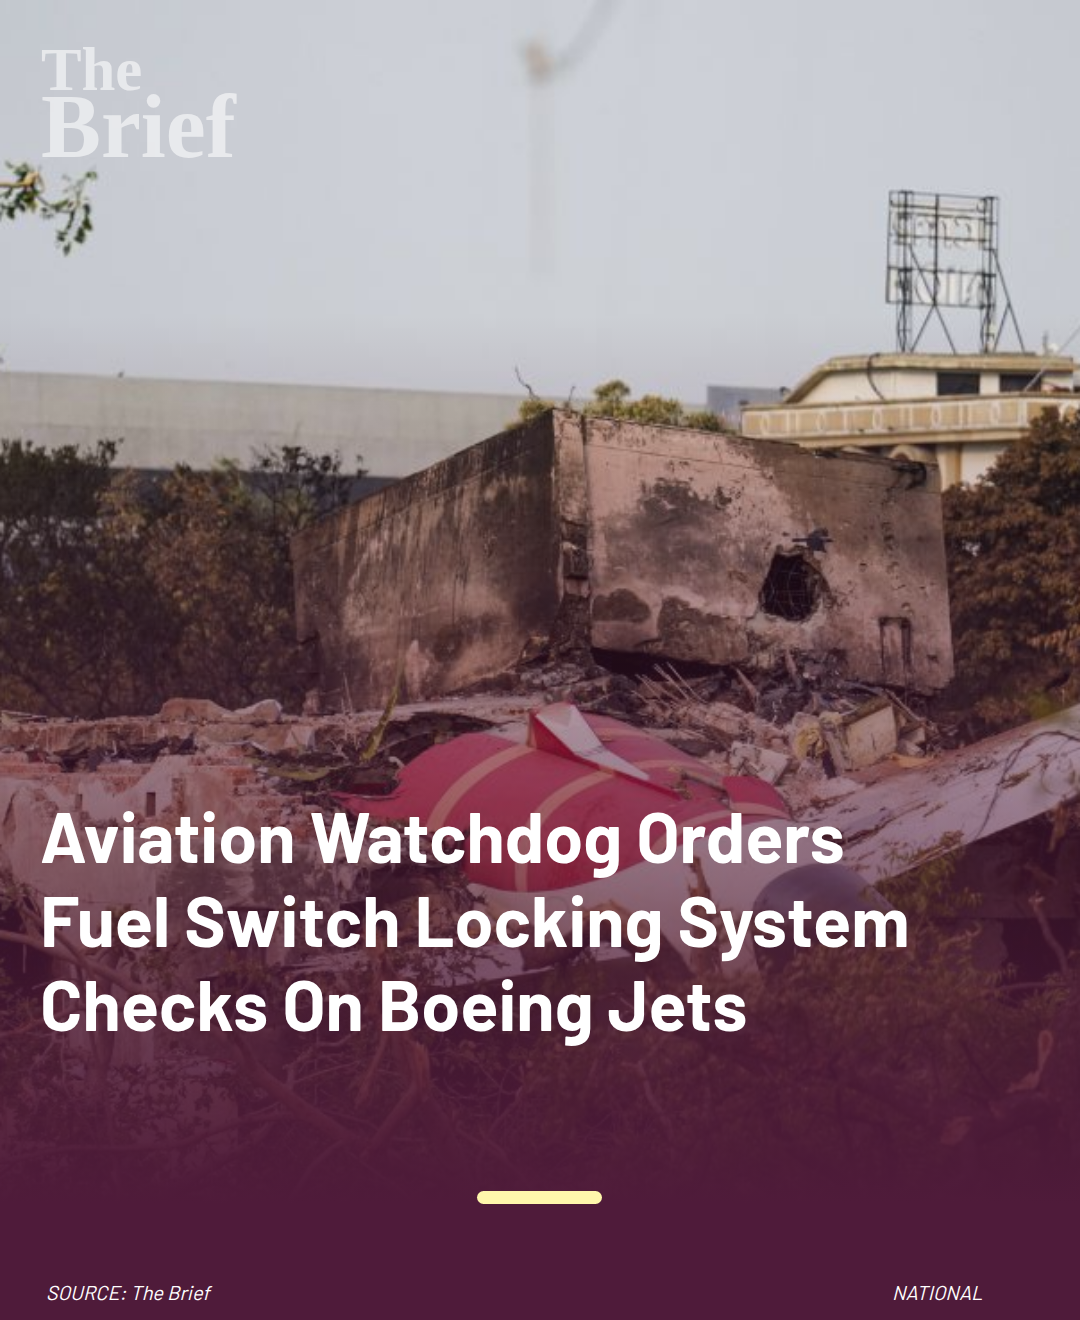 The
Brief
Aviation Watchdog Orders
Fuel Switch Locking System
Checks On Boeing Jets
SOURCE: The Brief
NATIONAL